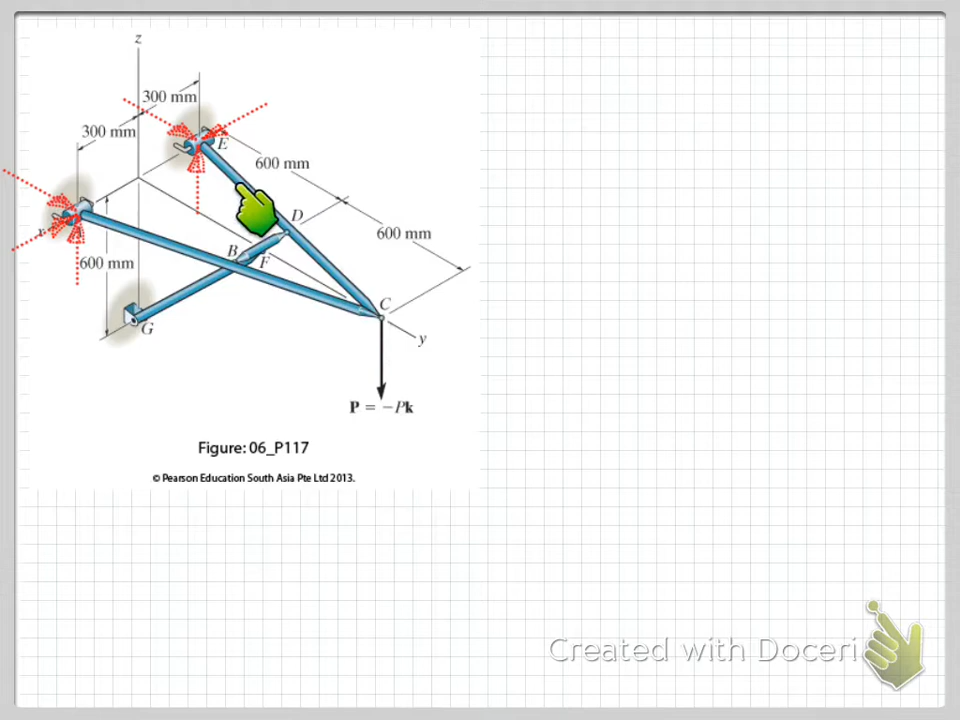 z
300 mm
300 mm
E
600 mm
D
600 mm
B
F
x
600 mm
C
G
y
P = −Pk
Figure: 06_P117
© Pearson Education South Asia Pte Ltd 2013.
Created with Doceri